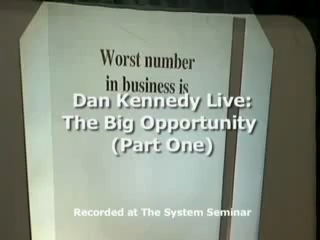 Worst number
in business is
Dan Kennedy Live:
The Big Opportunity
(Part One)
Recorded at The System Seminar